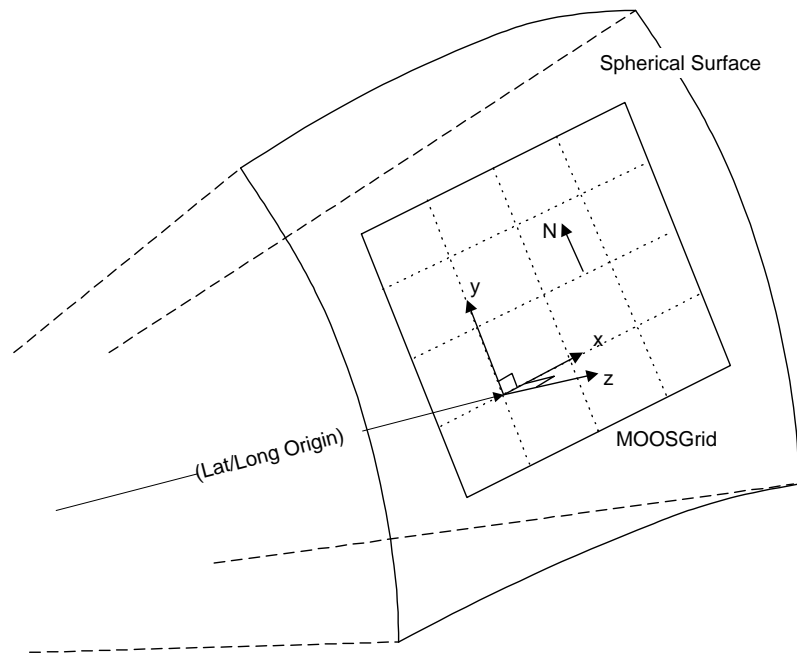 Spherical Surface
N
y
x
z
(Lat/Long Origin)
MOOSGrid